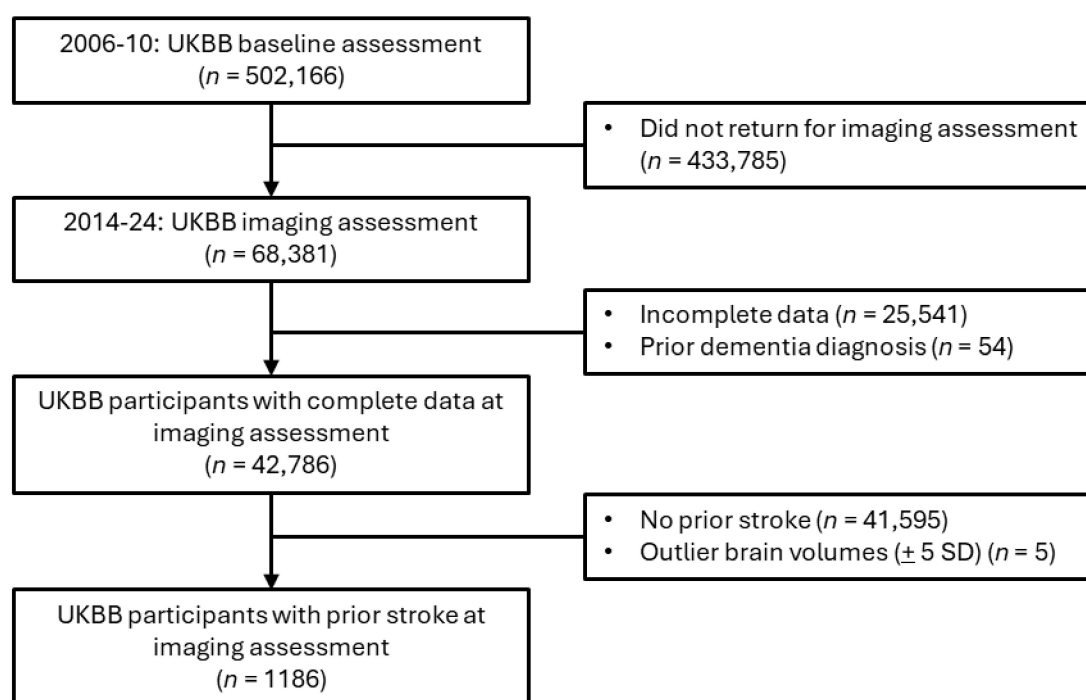 2006-10: UKBB baseline assessment
(n = 502,166)
• Did not return for imaging assessment
(n = 433,785)
2014-24: UKBB imaging assessment
(n = 68,381)
• Incomplete data (n = 25,541)
• Prior dementia diagnosis (n = 54)
UKBB participants with complete data at
imaging assessment
(n = 42,786)
• No prior stroke (n = 41,595)
• Outlier brain volumes (± 5 SD) (n = 5)
UKBB participants with prior stroke at
imaging assessment
(n = 1186)